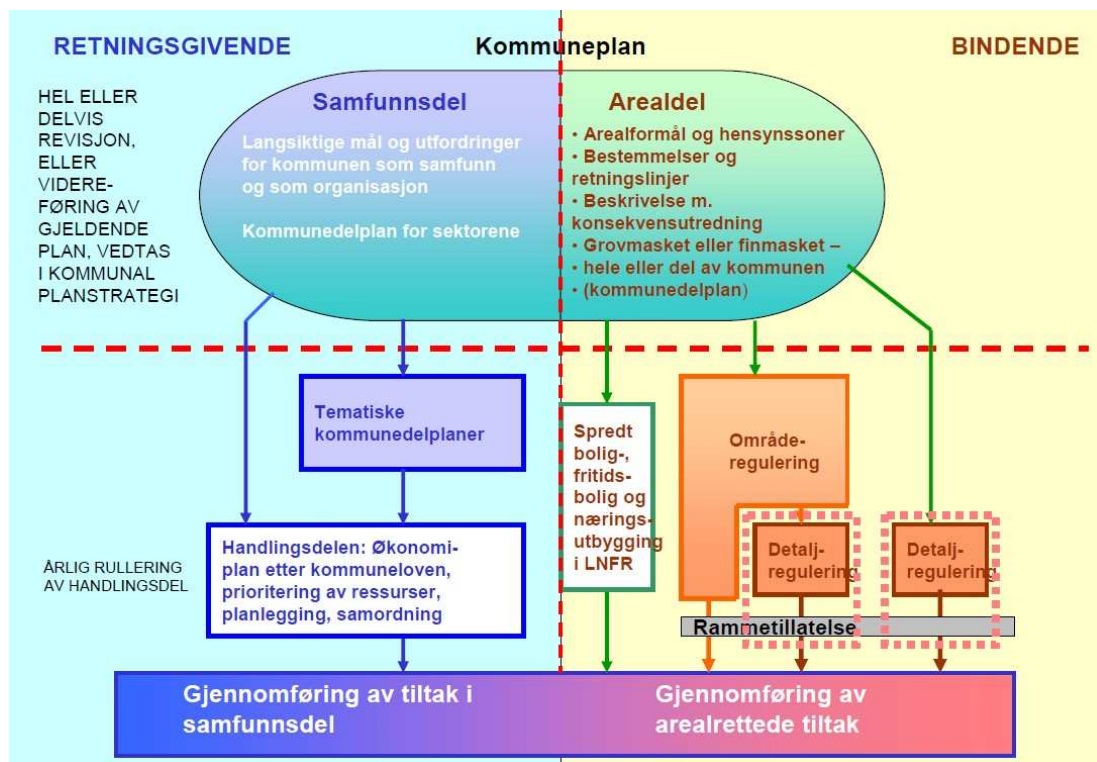 RETNINGSGIVENDE
Kommuneplan
BINDENDE
HEL ELLER
DELVIS
REVISJON,
ELLER
VIDERE-
FØRING AV
GJELDENDE
PLAN, VEDTAS
I KOMMUNAL
PLANSTRATEGI
Samfunnsdel
Langsiktige mål og utfordringer
for kommunen som samfunn
og som organisasjon
Kommunedelplan for sektorene
Arealdel
• Arealformål og hensynssoner
• Bestemmelser og
retningslinjer
• Beskrivelse m.
konsekvensutredning
• Grovmasket eller finmasket –
• hele eller del av kommunen
• (kommunedelplan)
Tematiske
kommunedelplaner
Spredt
bolig-,
fritids-
bolig og
nærings-
utbygging
i LNFR
Område-
regulering
ÅRLIG RULLERING
AV HANDLINGSDEL
Handlingsdelen: Økonomi-
plan etter kommuneloven,
prioritering av ressurser,
planlegging, samordning
Detalj-
regulering
Detalj-
regulering
Rammetillatelse
Gjennomføring av tiltak i
samfunnsdel
Gjennomføring av
arealrettede tiltak